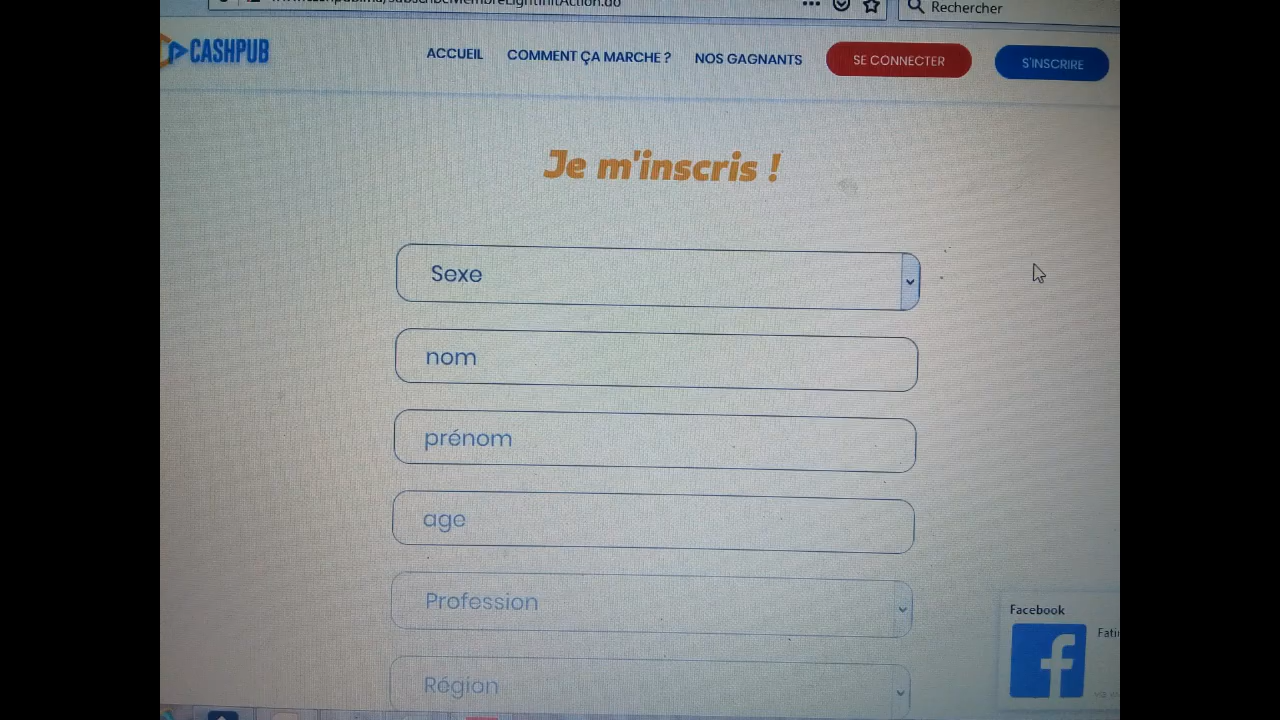 Rechercher
CASHPUB
ACCUEIL
COMMENT ÇA MARCHE ?
NOS GAGNANTS
SE CONNECTER
S'INSCRIRE
Je m'inscris !
Sexe
nom
prénom
age
Profession
Région
Facebook